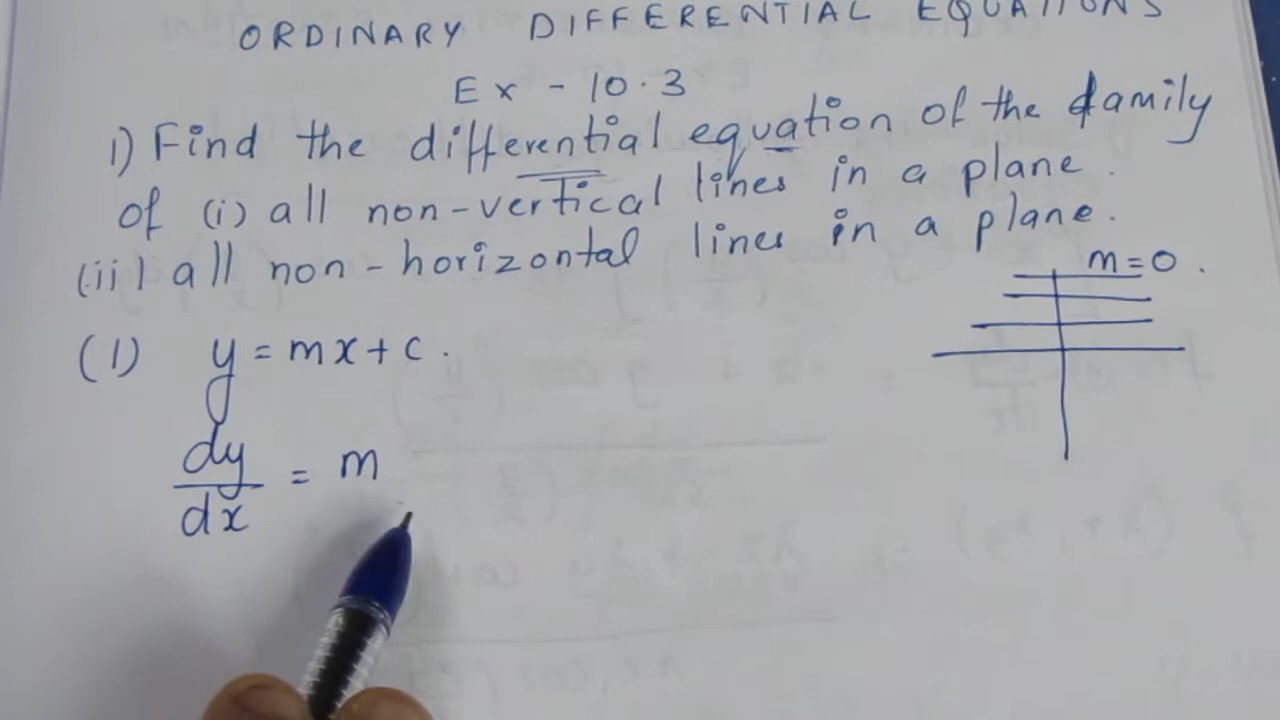 ORDINARY DIFFERENTIAL EQUATIONS
Ex - 10.3
1) Find the differential equation of the family
of (i) all non-vertical lines in a plane.
(ii) all non-horizontal lines in a plane.
m=0.
(1) y = mx + c.
dy/dx = m